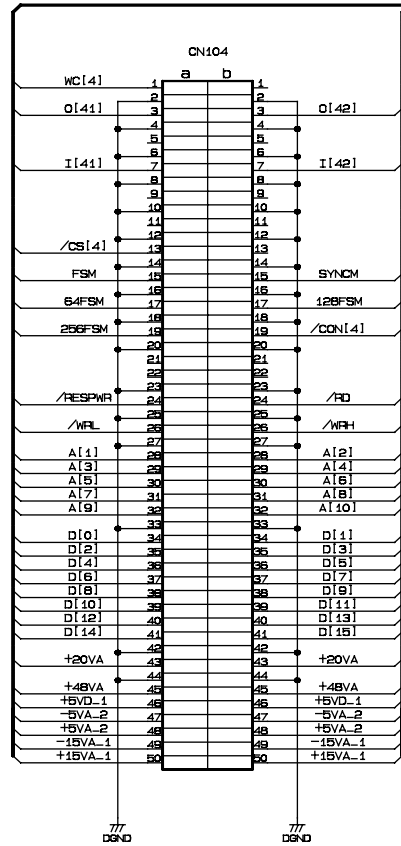 CN104
a b
WC[4] 1 1
2 2
O[41] 3 3 O[42]
4 4
5 5
6 6
I[41] 7 7 I[42]
8 8
9 9
10 10
11 11
12 12
/CS[4] 13 13
14 14
FSM 15 15 SYNCM
16 16
64FSM 17 17 128FSM
18 18
256FSM 19 19 /CON[4]
20 20
21 21
22 22
23 23
/RESPWR 24 24 /RD
25 25
/WRL 26 26 /WRH
27 27
A[1] 28 28 A[2]
A[3] 29 29 A[4]
A[5] 30 30 A[6]
A[7] 31 31 A[8]
A[9] 32 32 A[10]
33 33
D[0] 34 34 D[1]
D[2] 35 35 D[3]
D[4] 36 36 D[5]
D[6] 37 37 D[7]
D[8] 38 38 D[9]
D[10] 39 39 D[11]
D[12] 40 40 D[13]
D[14] 41 41 D[15]
42 42
+20VA 43 43 +20VA
44 44
+48VA 45 45 +48VA
+5VD_1 46 46 +5VD_1
-5VA_2 47 47 -5VA_2
+5VA_2 48 48 +5VA_2
-15VA_1 49 49 -15VA_1
+15VA_1 50 50 +15VA_1
DGND DGND